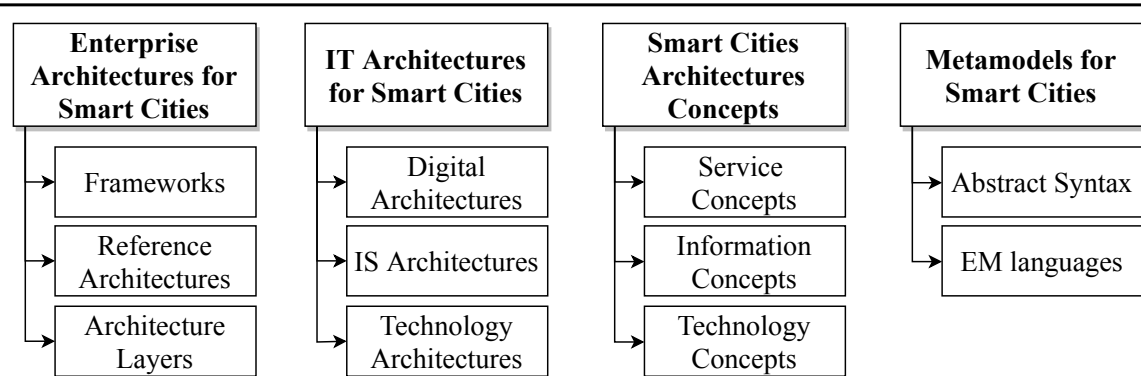 Enterprise
Architectures for
Smart Cities
Frameworks
Reference
Architectures
Architecture
Layers
IT Architectures
for Smart Cities
Digital
Architectures
IS Architectures
Technology
Architectures
Smart Cities
Architectures
Concepts
Service
Concepts
Information
Concepts
Technology
Concepts
Metamodels for
Smart Cities
Abstract Syntax
EM languages